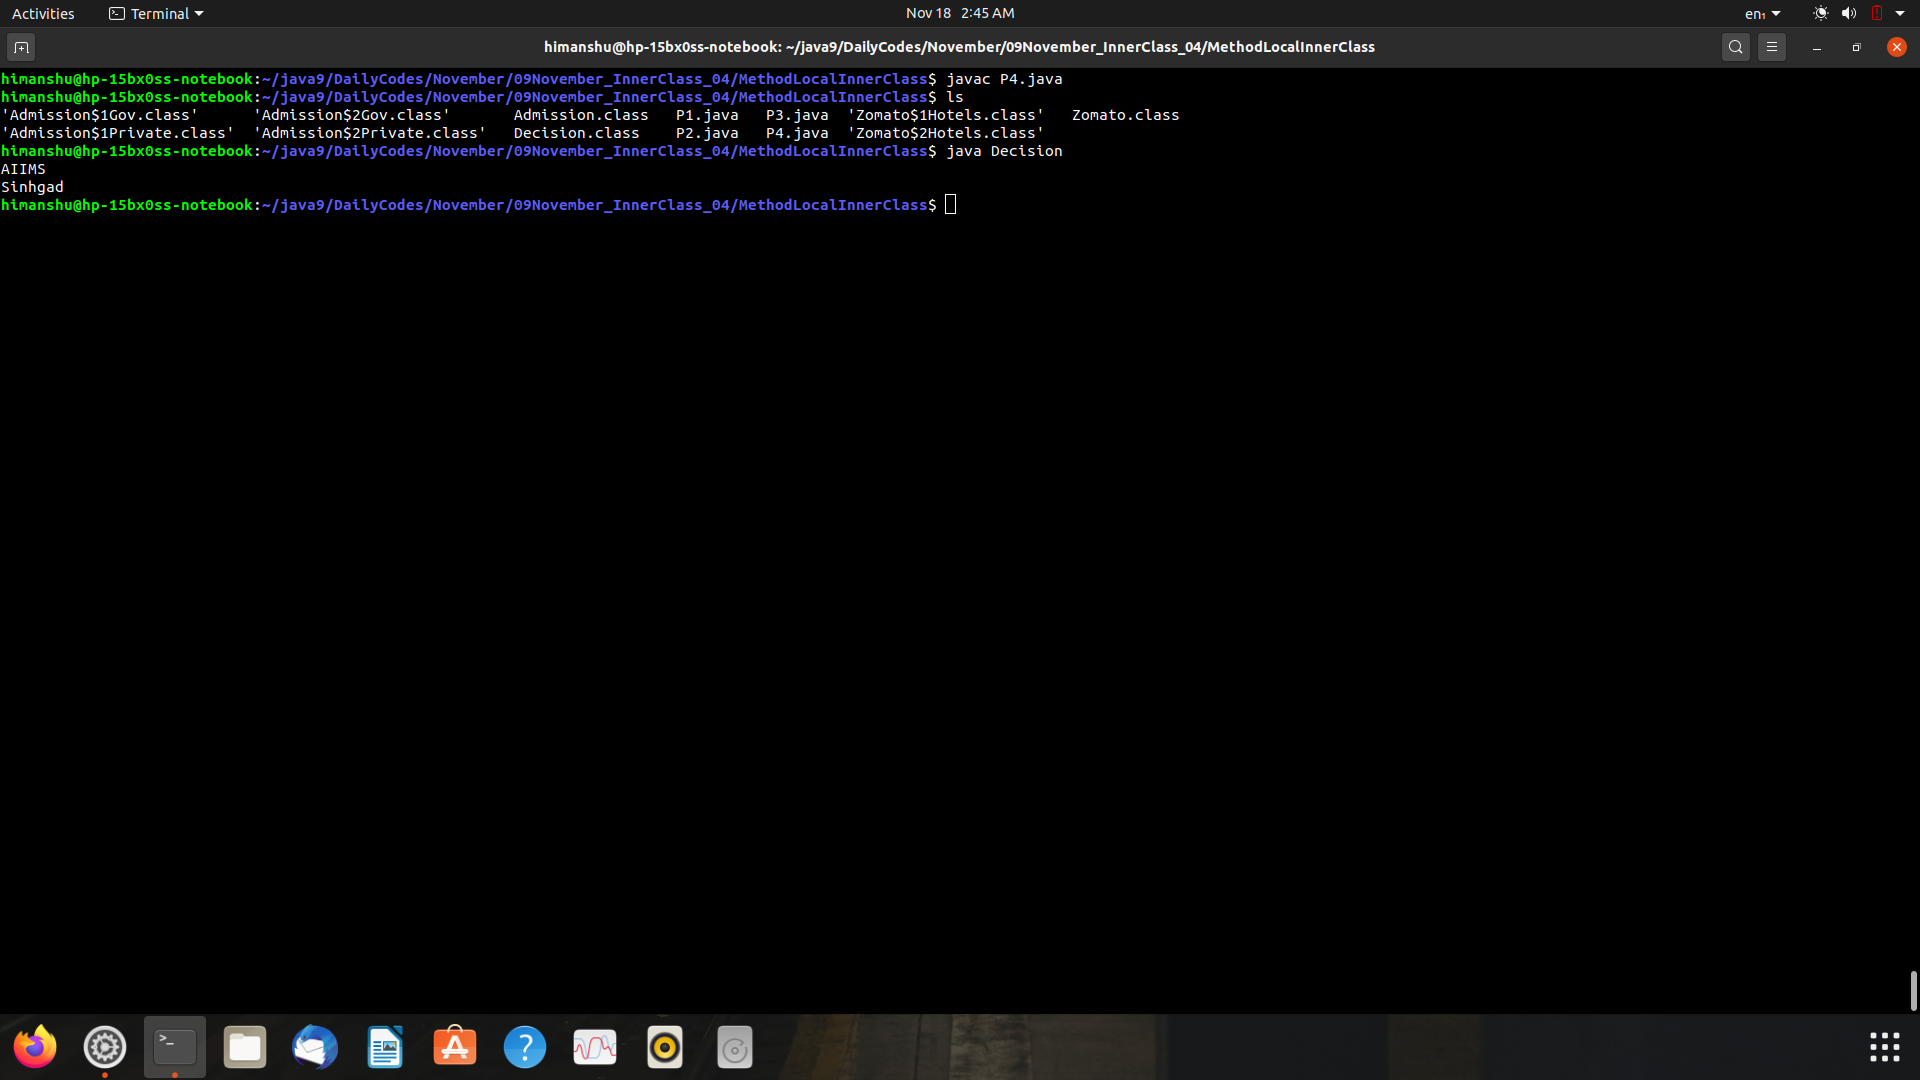 Activities Terminal Nov 18 2:45 AM en₁
himanshu@hp-15bx0ss-notebook: ~/java9/DailyCodes/November/09November_InnerClass_04/MethodLocalInnerClass
himanshu@hp-15bx0ss-notebook:~/java9/DailyCodes/November/09November_InnerClass_04/MethodLocalInnerClass$ javac P4.java
himanshu@hp-15bx0ss-notebook:~/java9/DailyCodes/November/09November_InnerClass_04/MethodLocalInnerClass$ ls
'Admission$1Gov.class' 'Admission$2Gov.class' Admission.class P1.java P3.java 'Zomato$1Hotels.class' Zomato.class
'Admission$1Private.class' 'Admission$2Private.class' Decision.class P2.java P4.java 'Zomato$2Hotels.class'
himanshu@hp-15bx0ss-notebook:~/java9/DailyCodes/November/09November_InnerClass_04/MethodLocalInnerClass$ java Decision
AIIMS
Sinhgad
himanshu@hp-15bx0ss-notebook:~/java9/DailyCodes/November/09November_InnerClass_04/MethodLocalInnerClass$